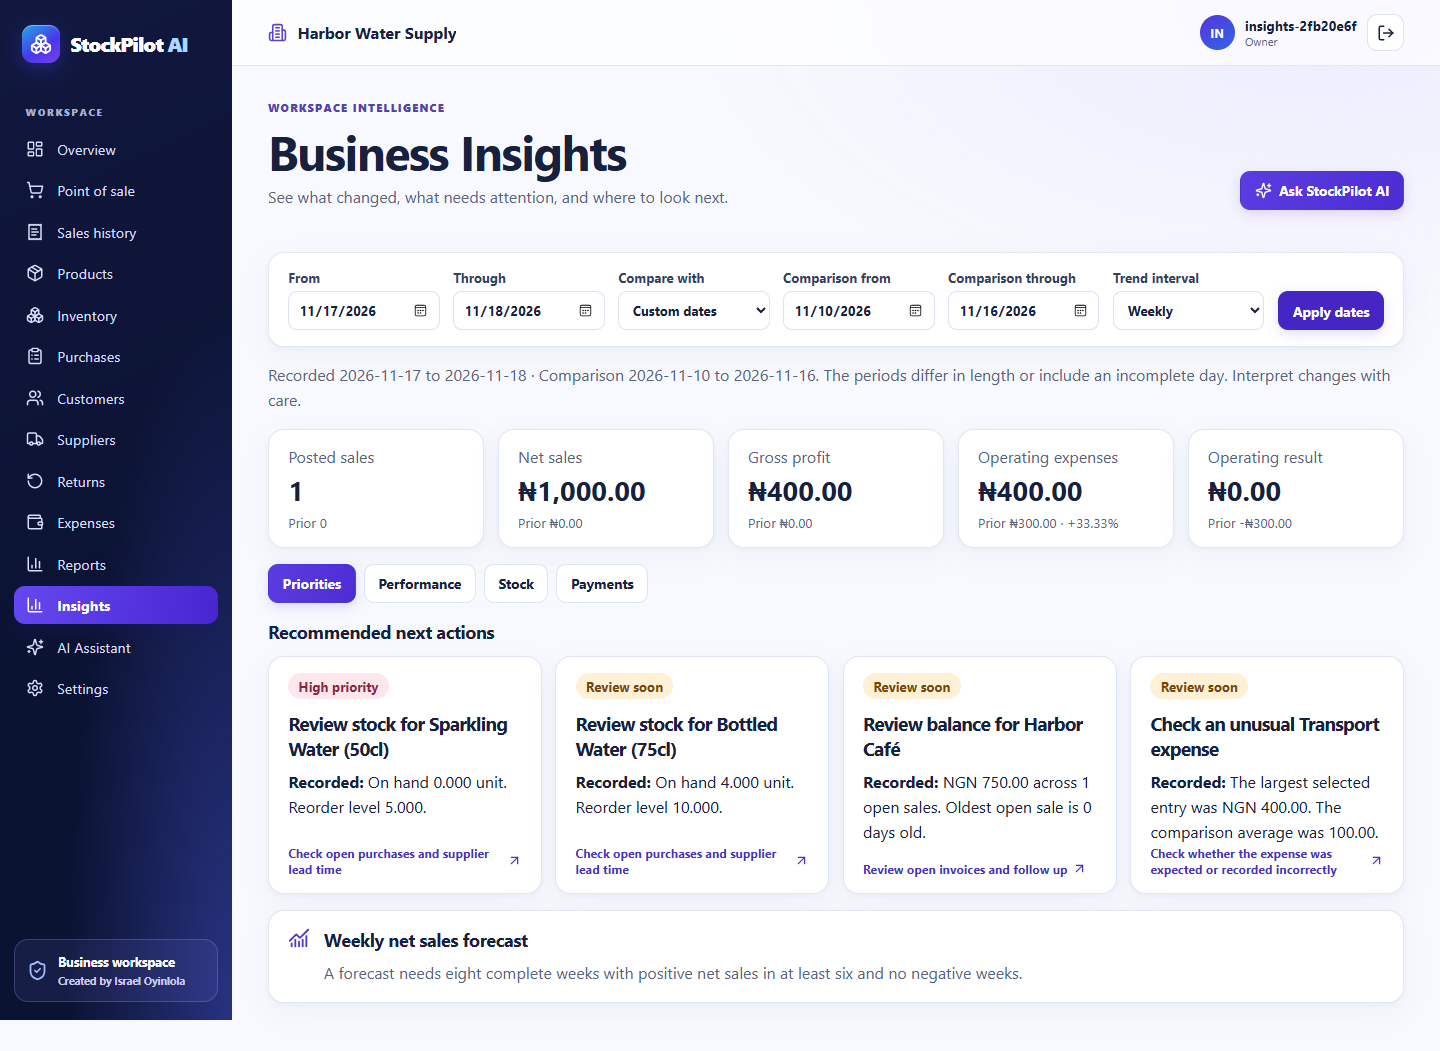 StockPilot AI
WORKSPACE
Overview
Point of sale
Sales history
Products
Inventory
Purchases
Customers
Suppliers
Returns
Expenses
Reports
Insights
AI Assistant
Settings
Business workspace
Created by Israel Oyinlola
Harbor Water Supply
IN
insights-2fb20e6f
Owner
WORKSPACE INTELLIGENCE
Business Insights
See what changed, what needs attention, and where to look next.
Ask StockPilot AI
From
11/17/2026
Through
11/18/2026
Compare with
Custom dates
Comparison from
11/10/2026
Comparison through
11/16/2026
Trend interval
Weekly
Apply dates
Recorded 2026-11-17 to 2026-11-18 · Comparison 2026-11-10 to 2026-11-16. The periods differ in length or include an incomplete day. Interpret changes with
care.
Posted sales
1
Prior 0
Net sales
₦1,000.00
Prior ₦0.00
Gross profit
₦400.00
Prior ₦0.00
Operating expenses
₦400.00
Prior ₦300.00 · +33.33%
Operating result
₦0.00
Prior -₦300.00
Priorities
Performance
Stock
Payments
Recommended next actions
High priority
Review stock for Sparkling
Water (50cl)
Recorded: On hand 0.000 unit.
Reorder level 5.000.
Check open purchases and supplier
lead time
Review soon
Review stock for Bottled
Water (75cl)
Recorded: On hand 4.000 unit.
Reorder level 10.000.
Check open purchases and supplier
lead time
Review soon
Review balance for Harbor
Café
Recorded: NGN 750.00 across 1
open sales. Oldest open sale is 0
days old.
Review open invoices and follow up
Review soon
Check an unusual Transport
expense
Recorded: The largest selected
entry was NGN 400.00. The
comparison average was 100.00.
Check whether the expense was
expected or recorded incorrectly
Weekly net sales forecast
A forecast needs eight complete weeks with positive net sales in at least six and no negative weeks.